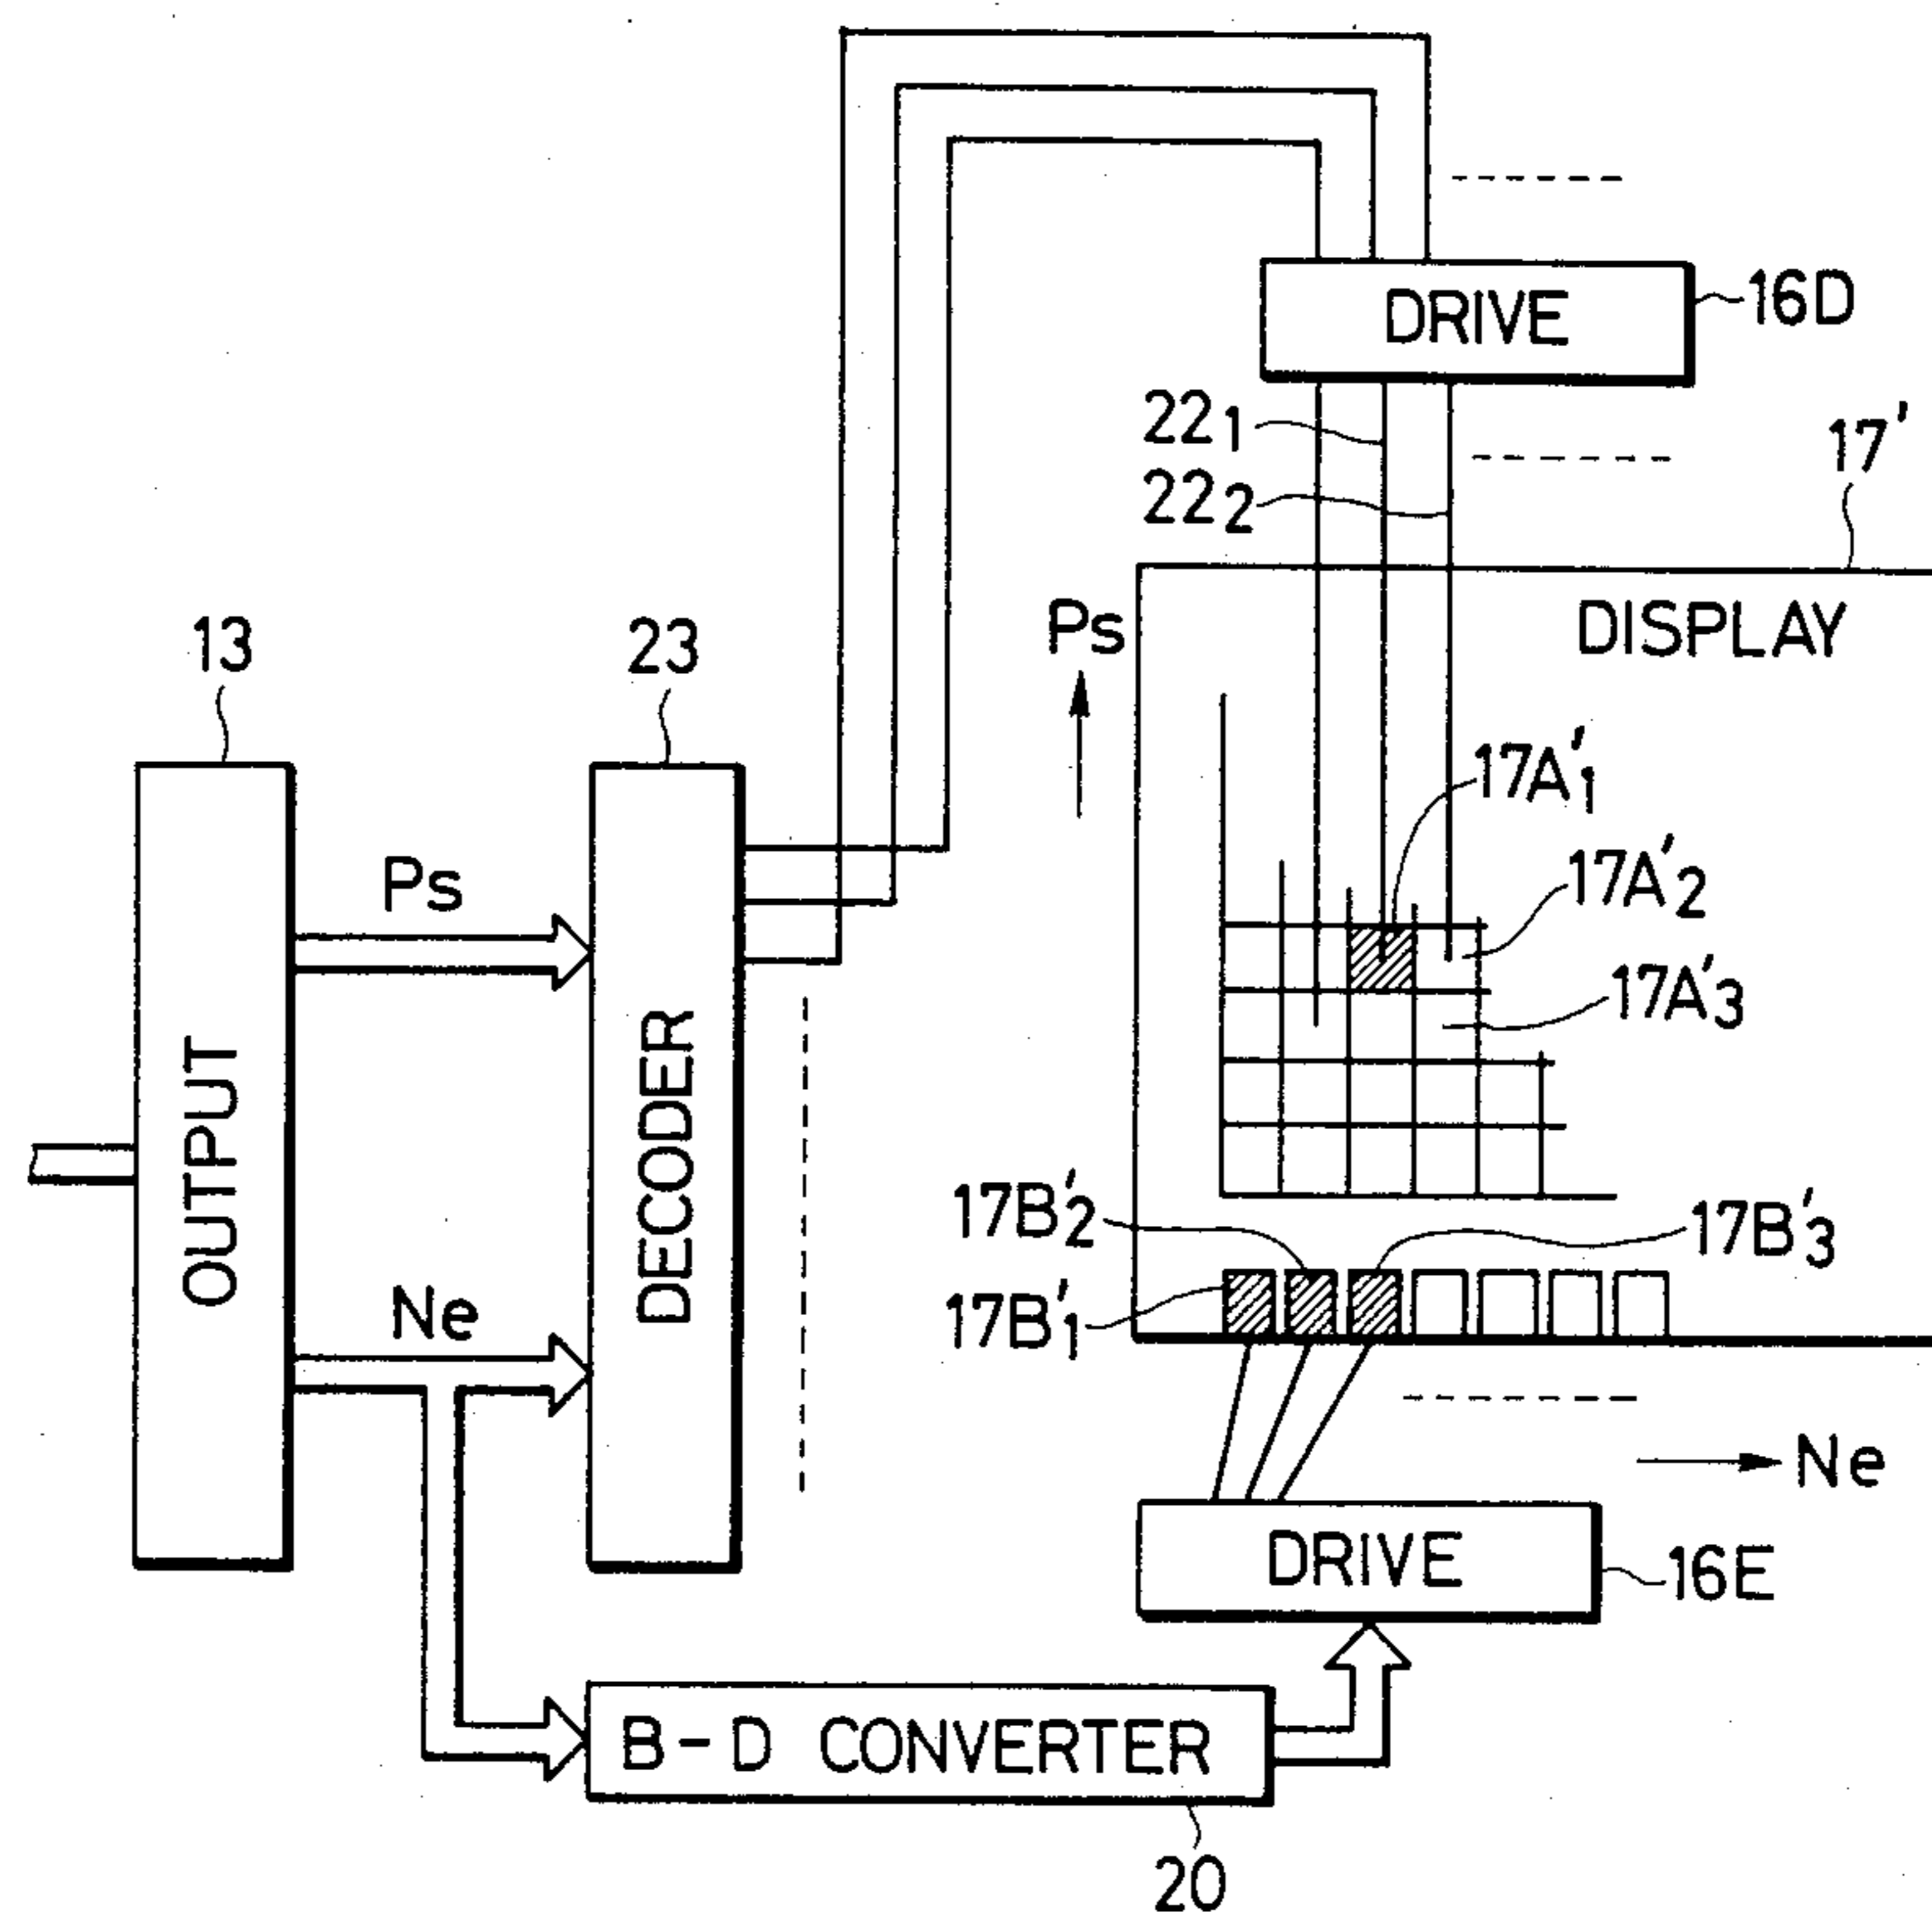 DRIVE
16D
22₁
22₂
17'
Ps
DISPLAY
13
23
17A'₁
17A'₂
17A'₃
Ps
OUTPUT
DECODER
Ne
17B'₂
17B'₃
17B'₁
Ne
DRIVE
16E
B-D CONVERTER
20